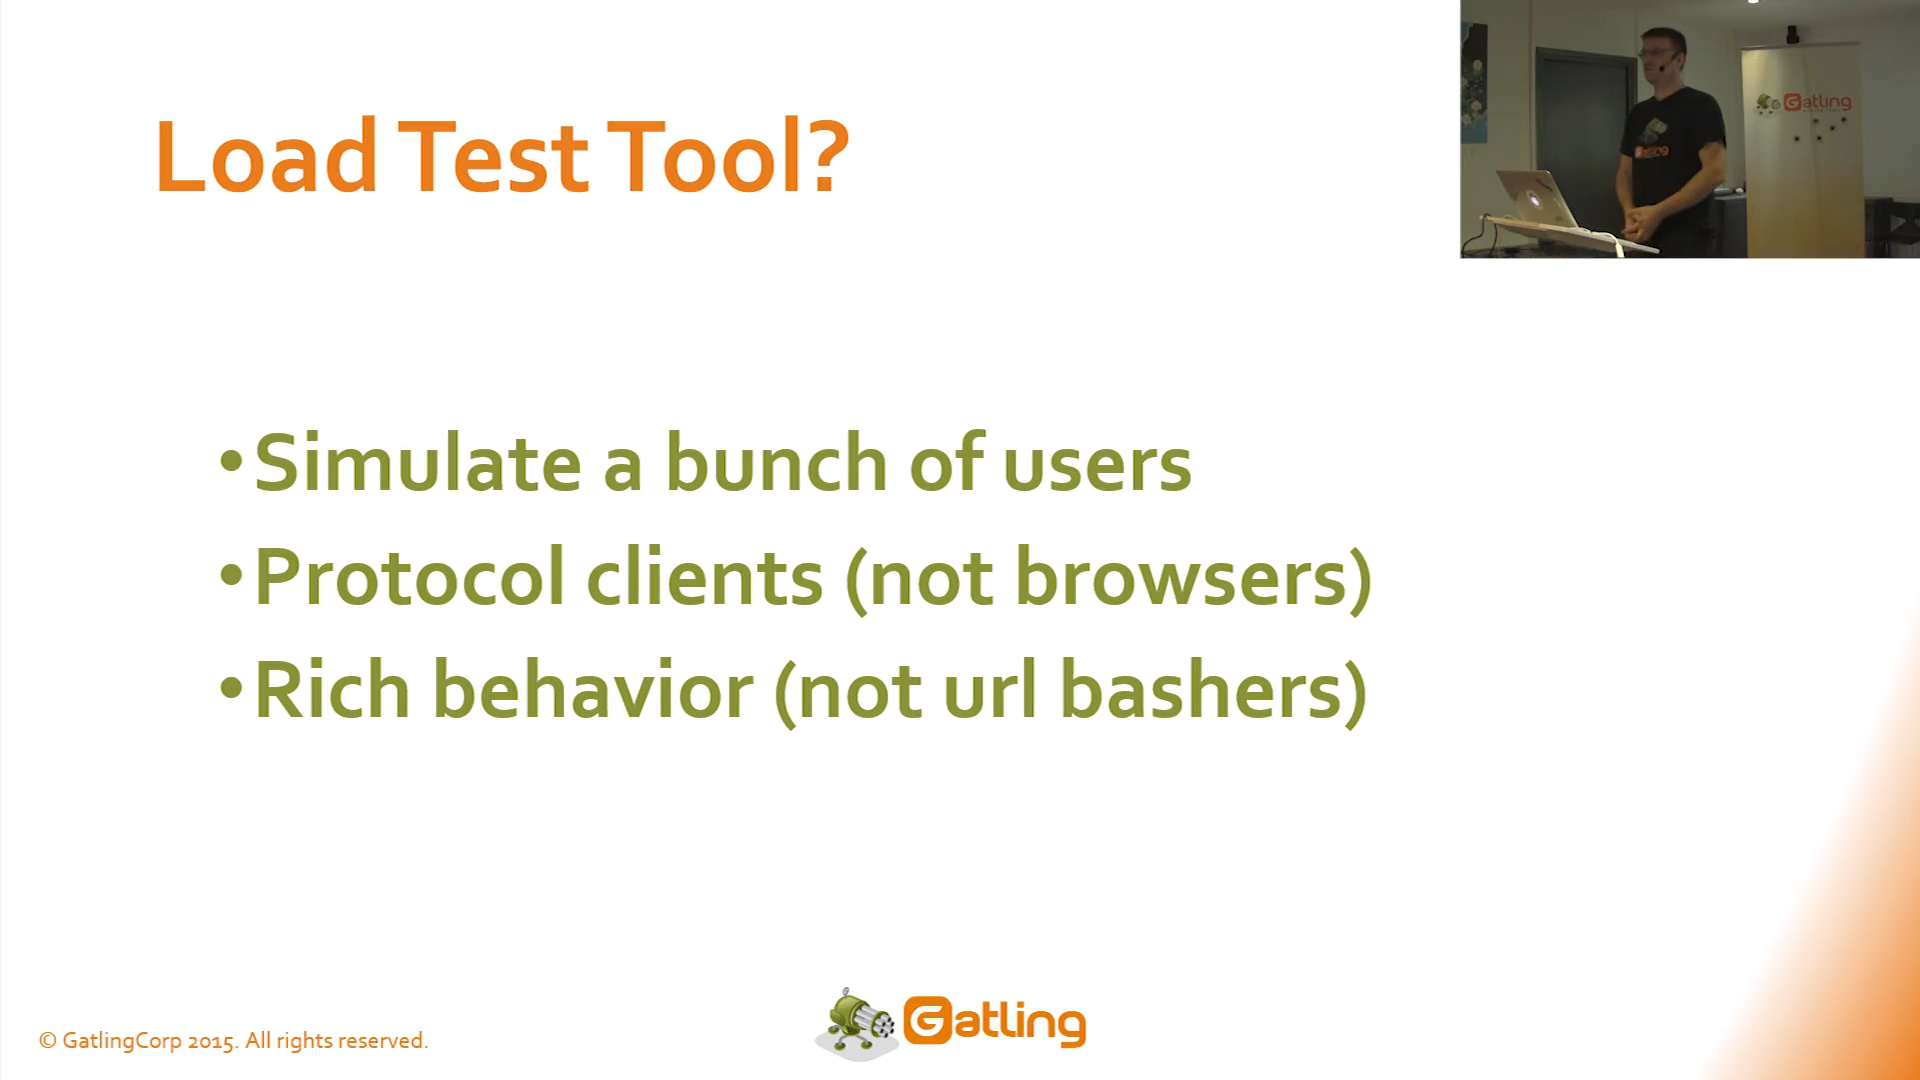 Load Test Tool?
Gatling
Gatling
•Simulate a bunch of users
•Protocol clients (not browsers)
•Rich behavior (not url bashers)
© GatlingCorp 2015. All rights reserved.
Gatling